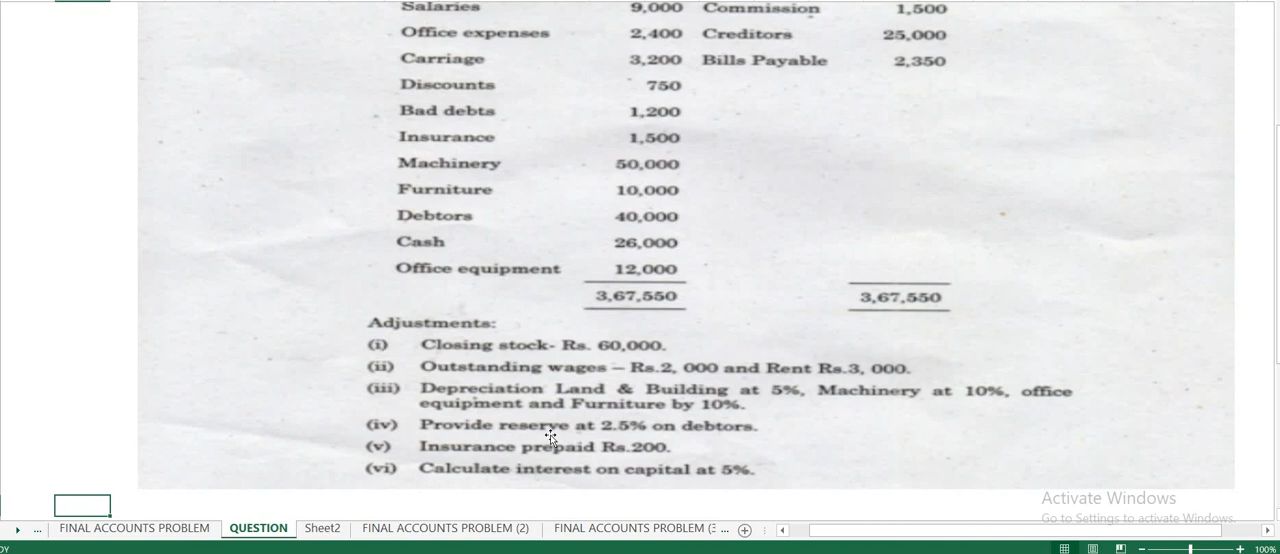 Salaries 9,000 Commission 1,500
Office expenses 2,400 Creditors 25,000
Carriage 3,200 Bills Payable 2,350
Discounts 750
Bad debts 1,200
Insurance 1,500
Machinery 50,000
Furniture 10,000
Debtors 40,000
Cash 26,000
Office equipment 12,000
3,67,550 3,67,550
Adjustments:
(i) Closing stock- Rs. 60,000.
(ii) Outstanding wages – Rs.2, 000 and Rent Rs.3, 000.
(iii) Depreciation Land & Building at 5%, Machinery at 10%, office
equipment and Furniture by 10%.
(iv) Provide reserve at 2.5% on debtors.
(v) Insurance prepaid Rs.200.
(vi) Calculate interest on capital at 5%.
Activate Windows
Go to Settings to activate Windows.
... FINAL ACCOUNTS PROBLEM QUESTION Sheet2 FINAL ACCOUNTS PROBLEM (2) FINAL ACCOUNTS PROBLEM (3 ...
DY 100%